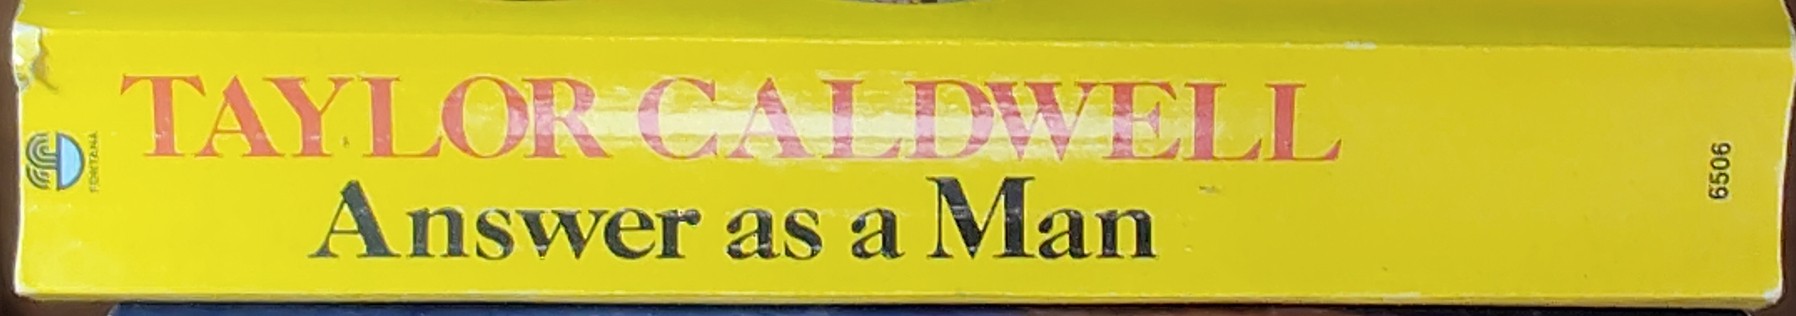 FONTANA
TAYLOR CALDWELL
Answer as a Man
6506